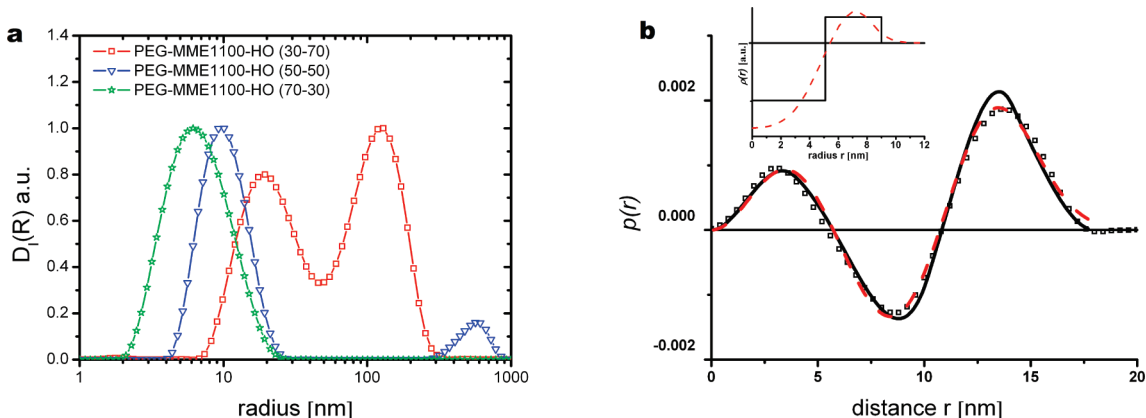 a
1.4
1.2
1.0
0.8
0.6
0.4
0.2
0.0
D_I(R) a.u.
PEG-MME1100-HO (30-70)
PEG-MME1100-HO (50-50)
PEG-MME1100-HO (70-30)
1
10
100
1000
radius [nm]
b
ρ(r) [a.u.]
0
2
4
6
8
10
12
radius r [nm]
0.002
0.000
-0.002
p(r)
0
5
10
15
20
distance r [nm]